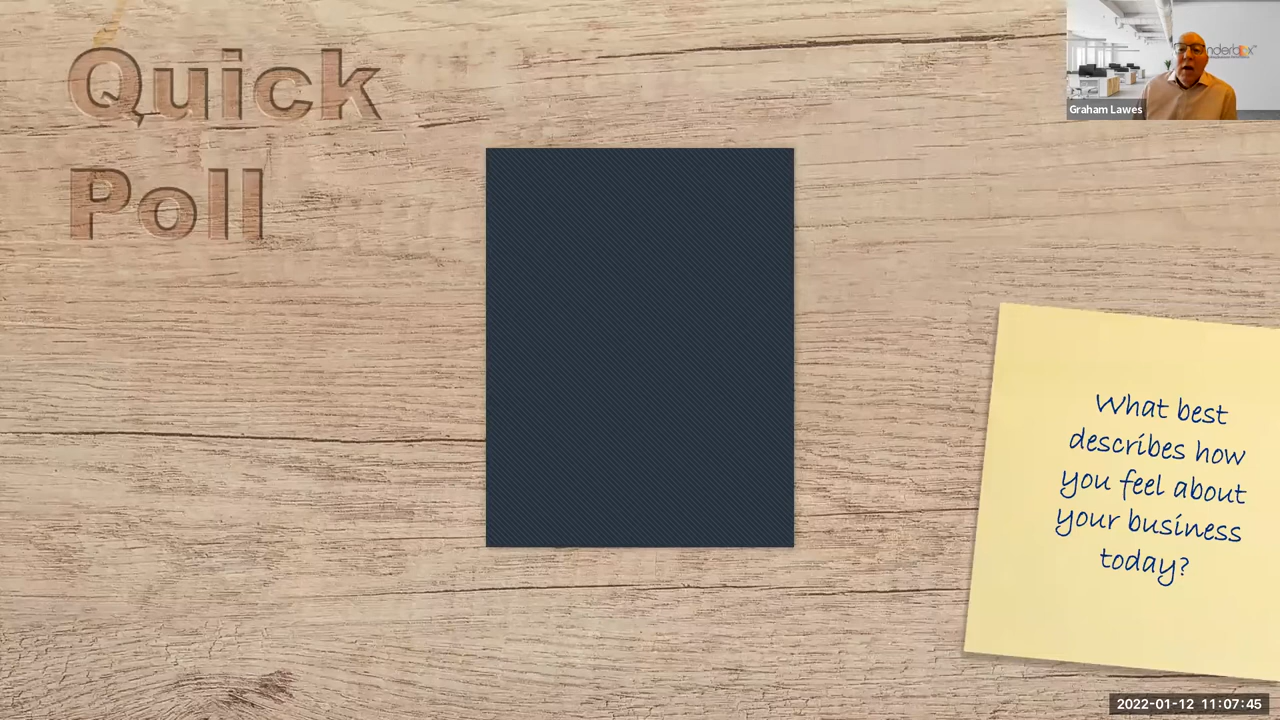 Quick
Poll
Graham Lawes
What best
describes how
you feel about
your business
today?
2022-01-12 11:07:45